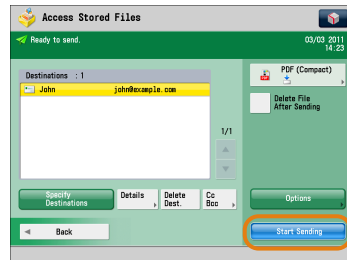 Access Stored Files
Ready to send.
03/03 2011
14:23
Destinations : 1
John john@example.com
1/1
PDF (Compact)
Delete File
After Sending
Specify
Destinations
Details
Delete
Dest.
Cc
Bcc
Options
Back
Start Sending